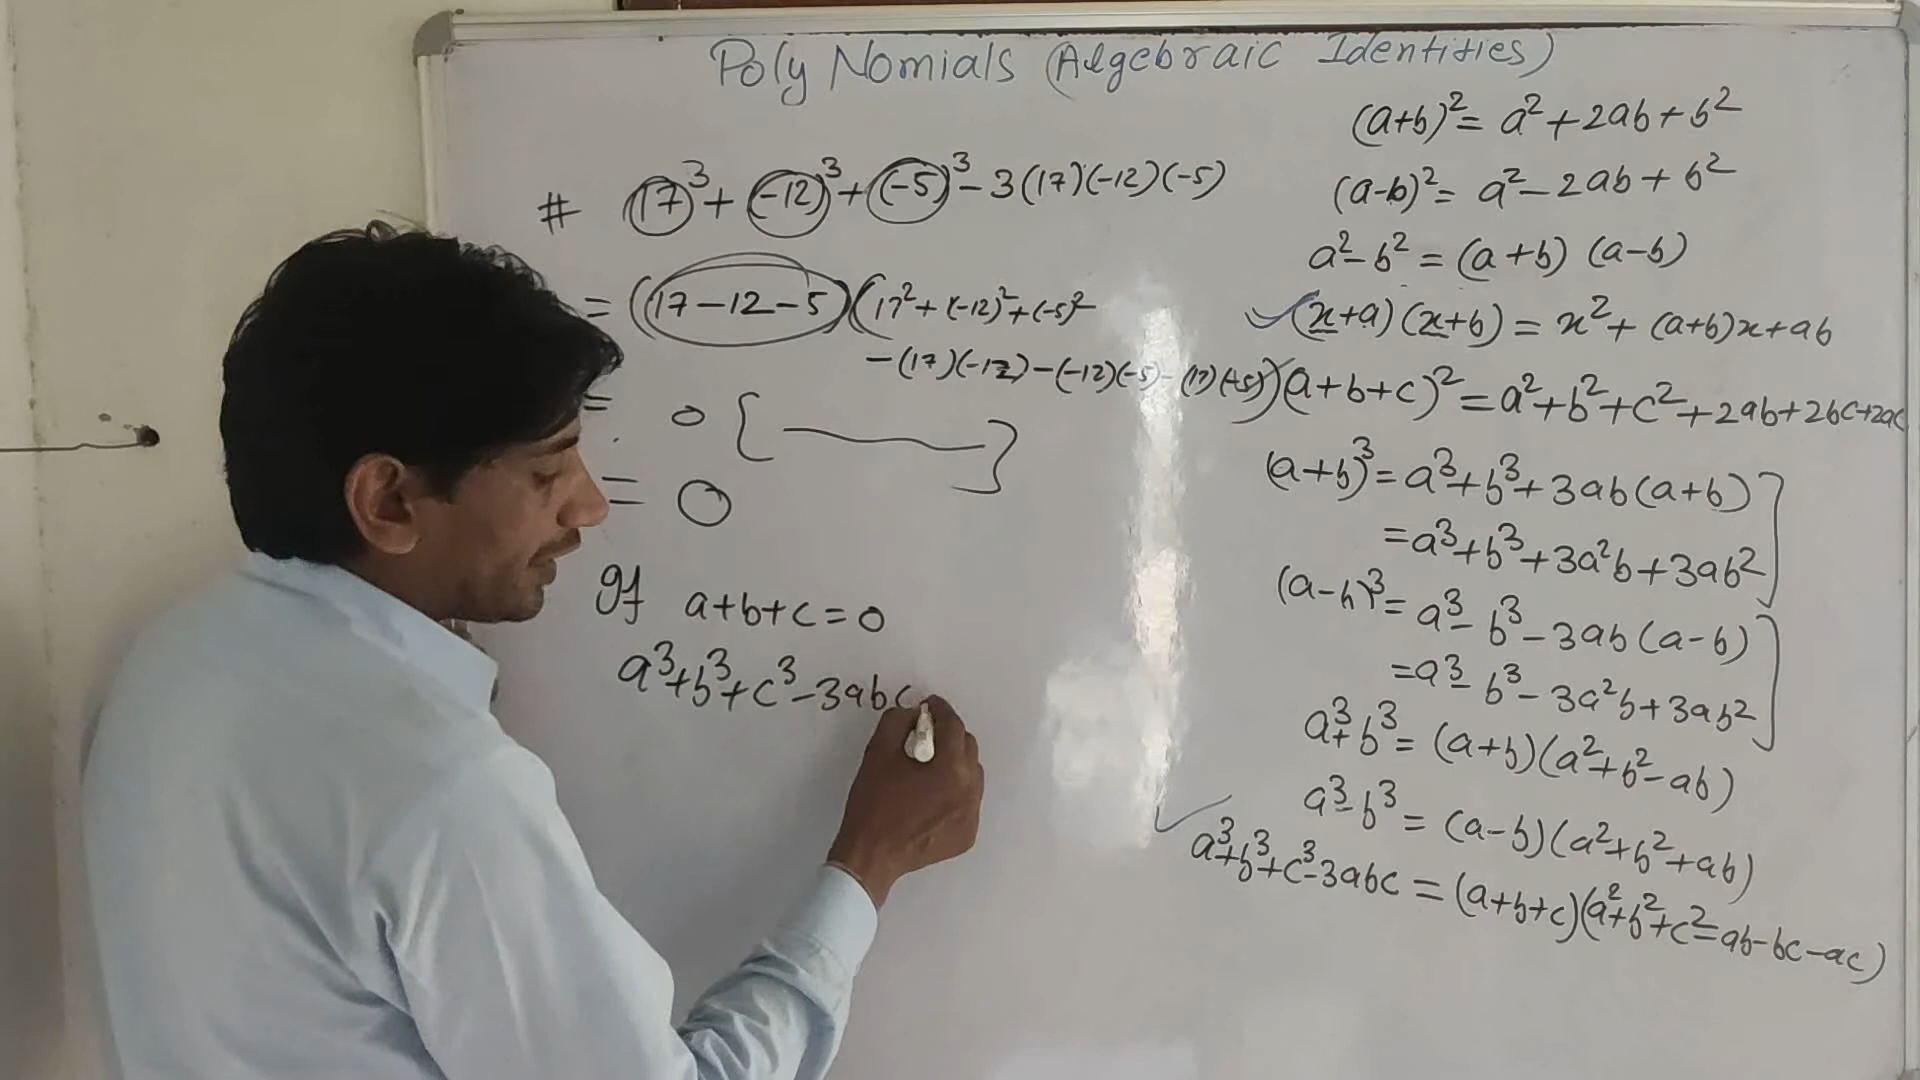 Poly Nomials (Algebraic Identities)
# (17)³ + (-12)³ + (-5)³ - 3(17)(-12)(-5)
= (17-12-5)(17² + (-12)² + (-5)²
-(17)(-12) - (-12)(-5) - (17)(-5))
= 0 [ ]
= 0
If a+b+c=0
a³+b³+c³-3abc
(a+b)² = a²+2ab+b²
(a-b)² = a²-2ab+b²
a²-b² = (a+b) (a-b)
✓(x+a)(x+b) = x²+(a+b)x+ab
(a+b+c)² = a²+b²+c²+2ab+2bc+2ac
(a+b)³ = a³+b³+3ab(a+b)
= a³+b³+3a²b+3ab²
(a-b)³ = a³-b³-3ab(a-b)
= a³-b³-3a²b+3ab²
a³+b³ = (a+b)(a²+b²-ab)
a³-b³ = (a-b)(a²+b²+ab)
✓a³+b³+c³-3abc = (a+b+c)(a²+b²+c²-ab-bc-ac)